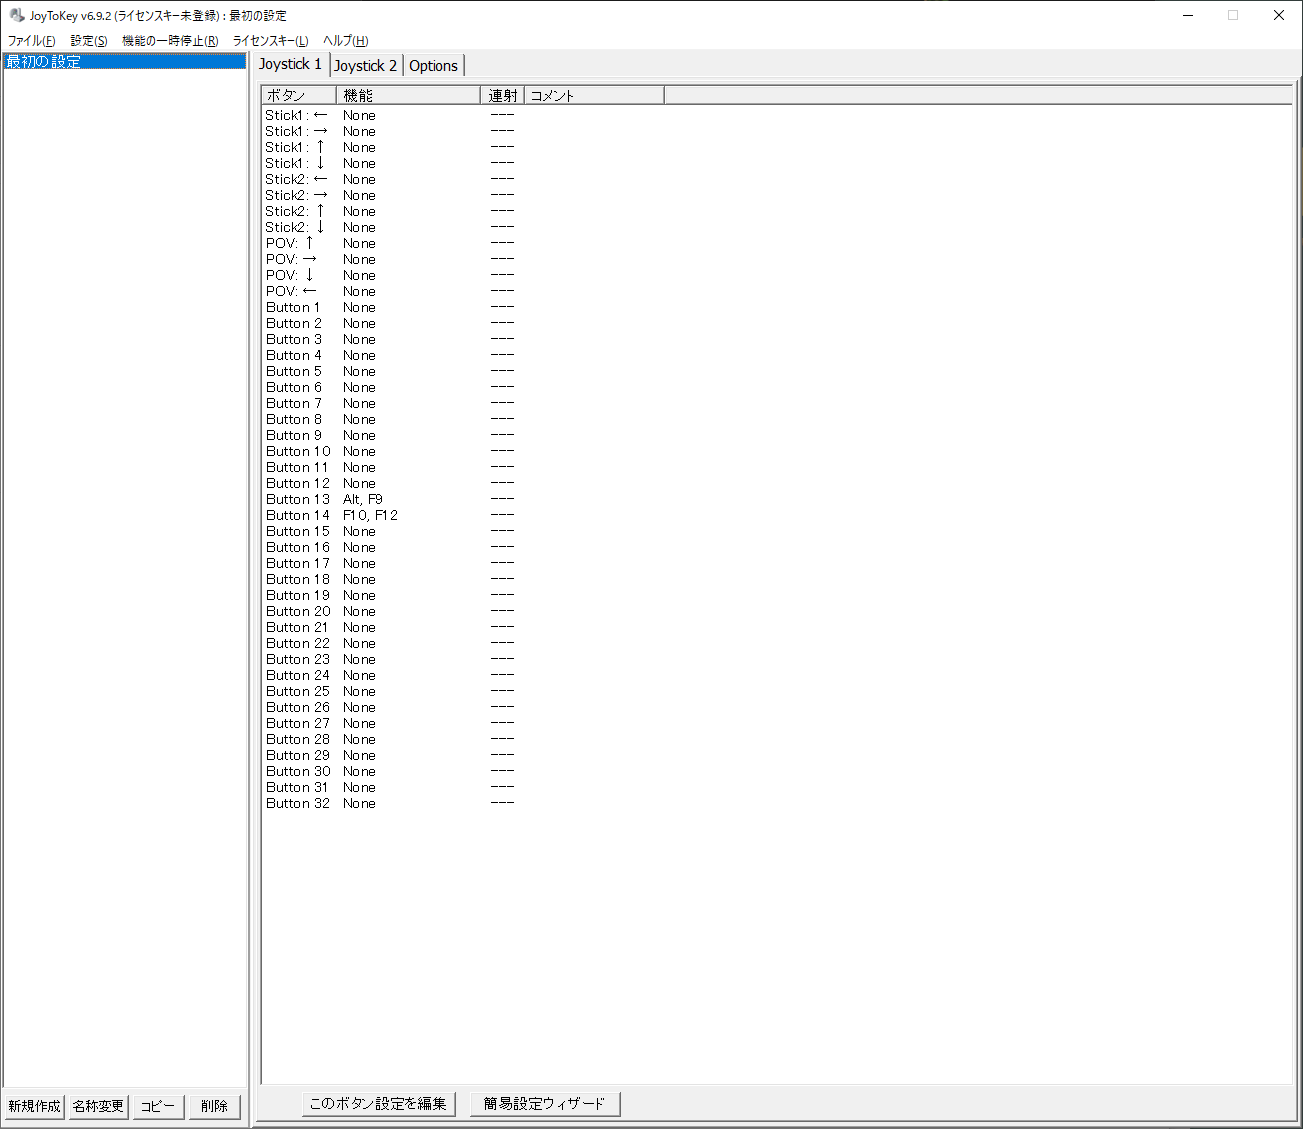 JoyToKey v6.9.2 (ライセンスキー未登録) : 最初の設定
ファイル(F) 設定(S) 機能の一時停止(R) ライセンスキー(L) ヘルプ(H)
最初の設定
Joystick 1 Joystick 2 Options
ボタン 機能 連射 コメント
Stick1: ← None ---
Stick1: → None ---
Stick1: ↑ None ---
Stick1: ↓ None ---
Stick2: ← None ---
Stick2: → None ---
Stick2: ↑ None ---
Stick2: ↓ None ---
POV: ↑ None ---
POV: → None ---
POV: ↓ None ---
POV: ← None ---
Button 1 None ---
Button 2 None ---
Button 3 None ---
Button 4 None ---
Button 5 None ---
Button 6 None ---
Button 7 None ---
Button 8 None ---
Button 9 None ---
Button 10 None ---
Button 11 None ---
Button 12 None ---
Button 13 Alt, F9 ---
Button 14 F10, F12 ---
Button 15 None ---
Button 16 None ---
Button 17 None ---
Button 18 None ---
Button 19 None ---
Button 20 None ---
Button 21 None ---
Button 22 None ---
Button 23 None ---
Button 24 None ---
Button 25 None ---
Button 26 None ---
Button 27 None ---
Button 28 None ---
Button 29 None ---
Button 30 None ---
Button 31 None ---
Button 32 None ---
新規作成 名称変更 コピー 削除 このボタン設定を編集 簡易設定ウィザード